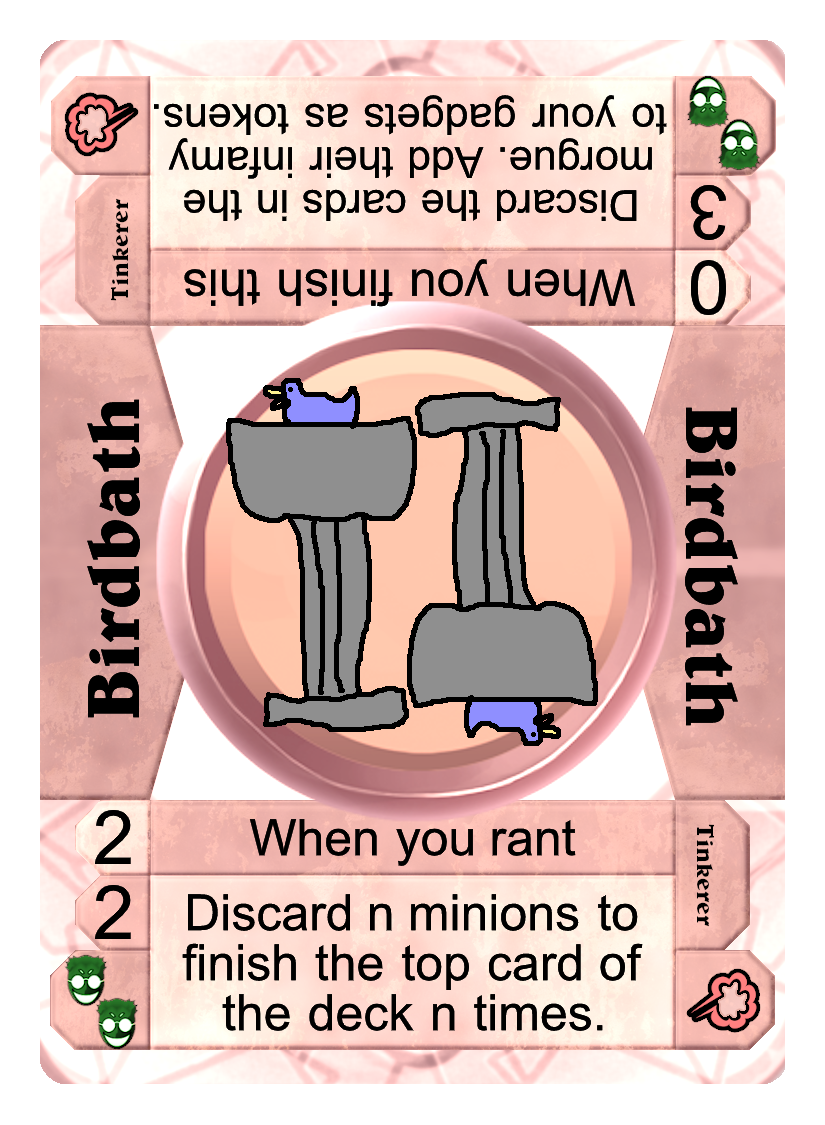 Birdbath
2
When you rant
2
Discard n minions to
finish the top card of
the deck n times.
Tinkerer
Birdbath
0
When you finish this
3
Discard the cards in the
morgue. Add their infamy
to your gadgets as tokens.
Tinkerer